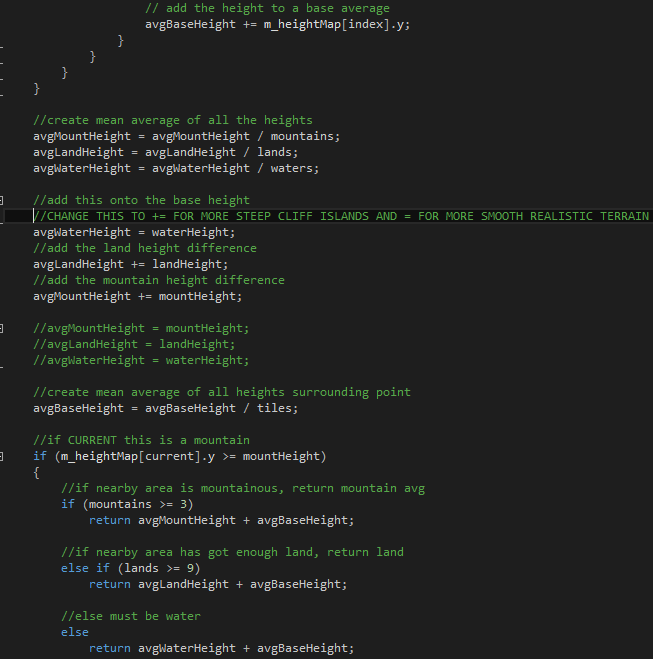 // add the height to a base average
avgBaseHeight += m_heightMap[index].y;
}
}
}
}
//create mean average of all the heights
avgMountHeight = avgMountHeight / mountains;
avgLandHeight = avgLandHeight / lands;
avgWaterHeight = avgWaterHeight / waters;
//add this onto the base height
//CHANGE THIS TO += FOR MORE STEEP CLIFF ISLANDS AND = FOR MORE SMOOTH REALISTIC TERRAIN
avgWaterHeight = waterHeight;
//add the land height difference
avgLandHeight += landHeight;
//add the mountain height difference
avgMountHeight += mountHeight;
//avgMountHeight = mountHeight;
//avgLandHeight = landHeight;
//avgWaterHeight = waterHeight;
//create mean average of all heights surrounding point
avgBaseHeight = avgBaseHeight / tiles;
//if CURRENT this is a mountain
if (m_heightMap[current].y >= mountHeight)
{
//if nearby area is mountainous, return mountain avg
if (mountains >= 3)
return avgMountHeight + avgBaseHeight;
//if nearby area has got enough land, return land
else if (lands >= 9)
return avgLandHeight + avgBaseHeight;
//else must be water
else
return avgWaterHeight + avgBaseHeight;